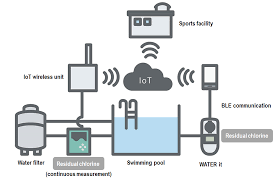 Sports facility
IoT wireless unit
IoT
BLE communication
Residual chlorine
Water filter
Residual chlorine
(continuous measurement)
Swimming pool
WATER it